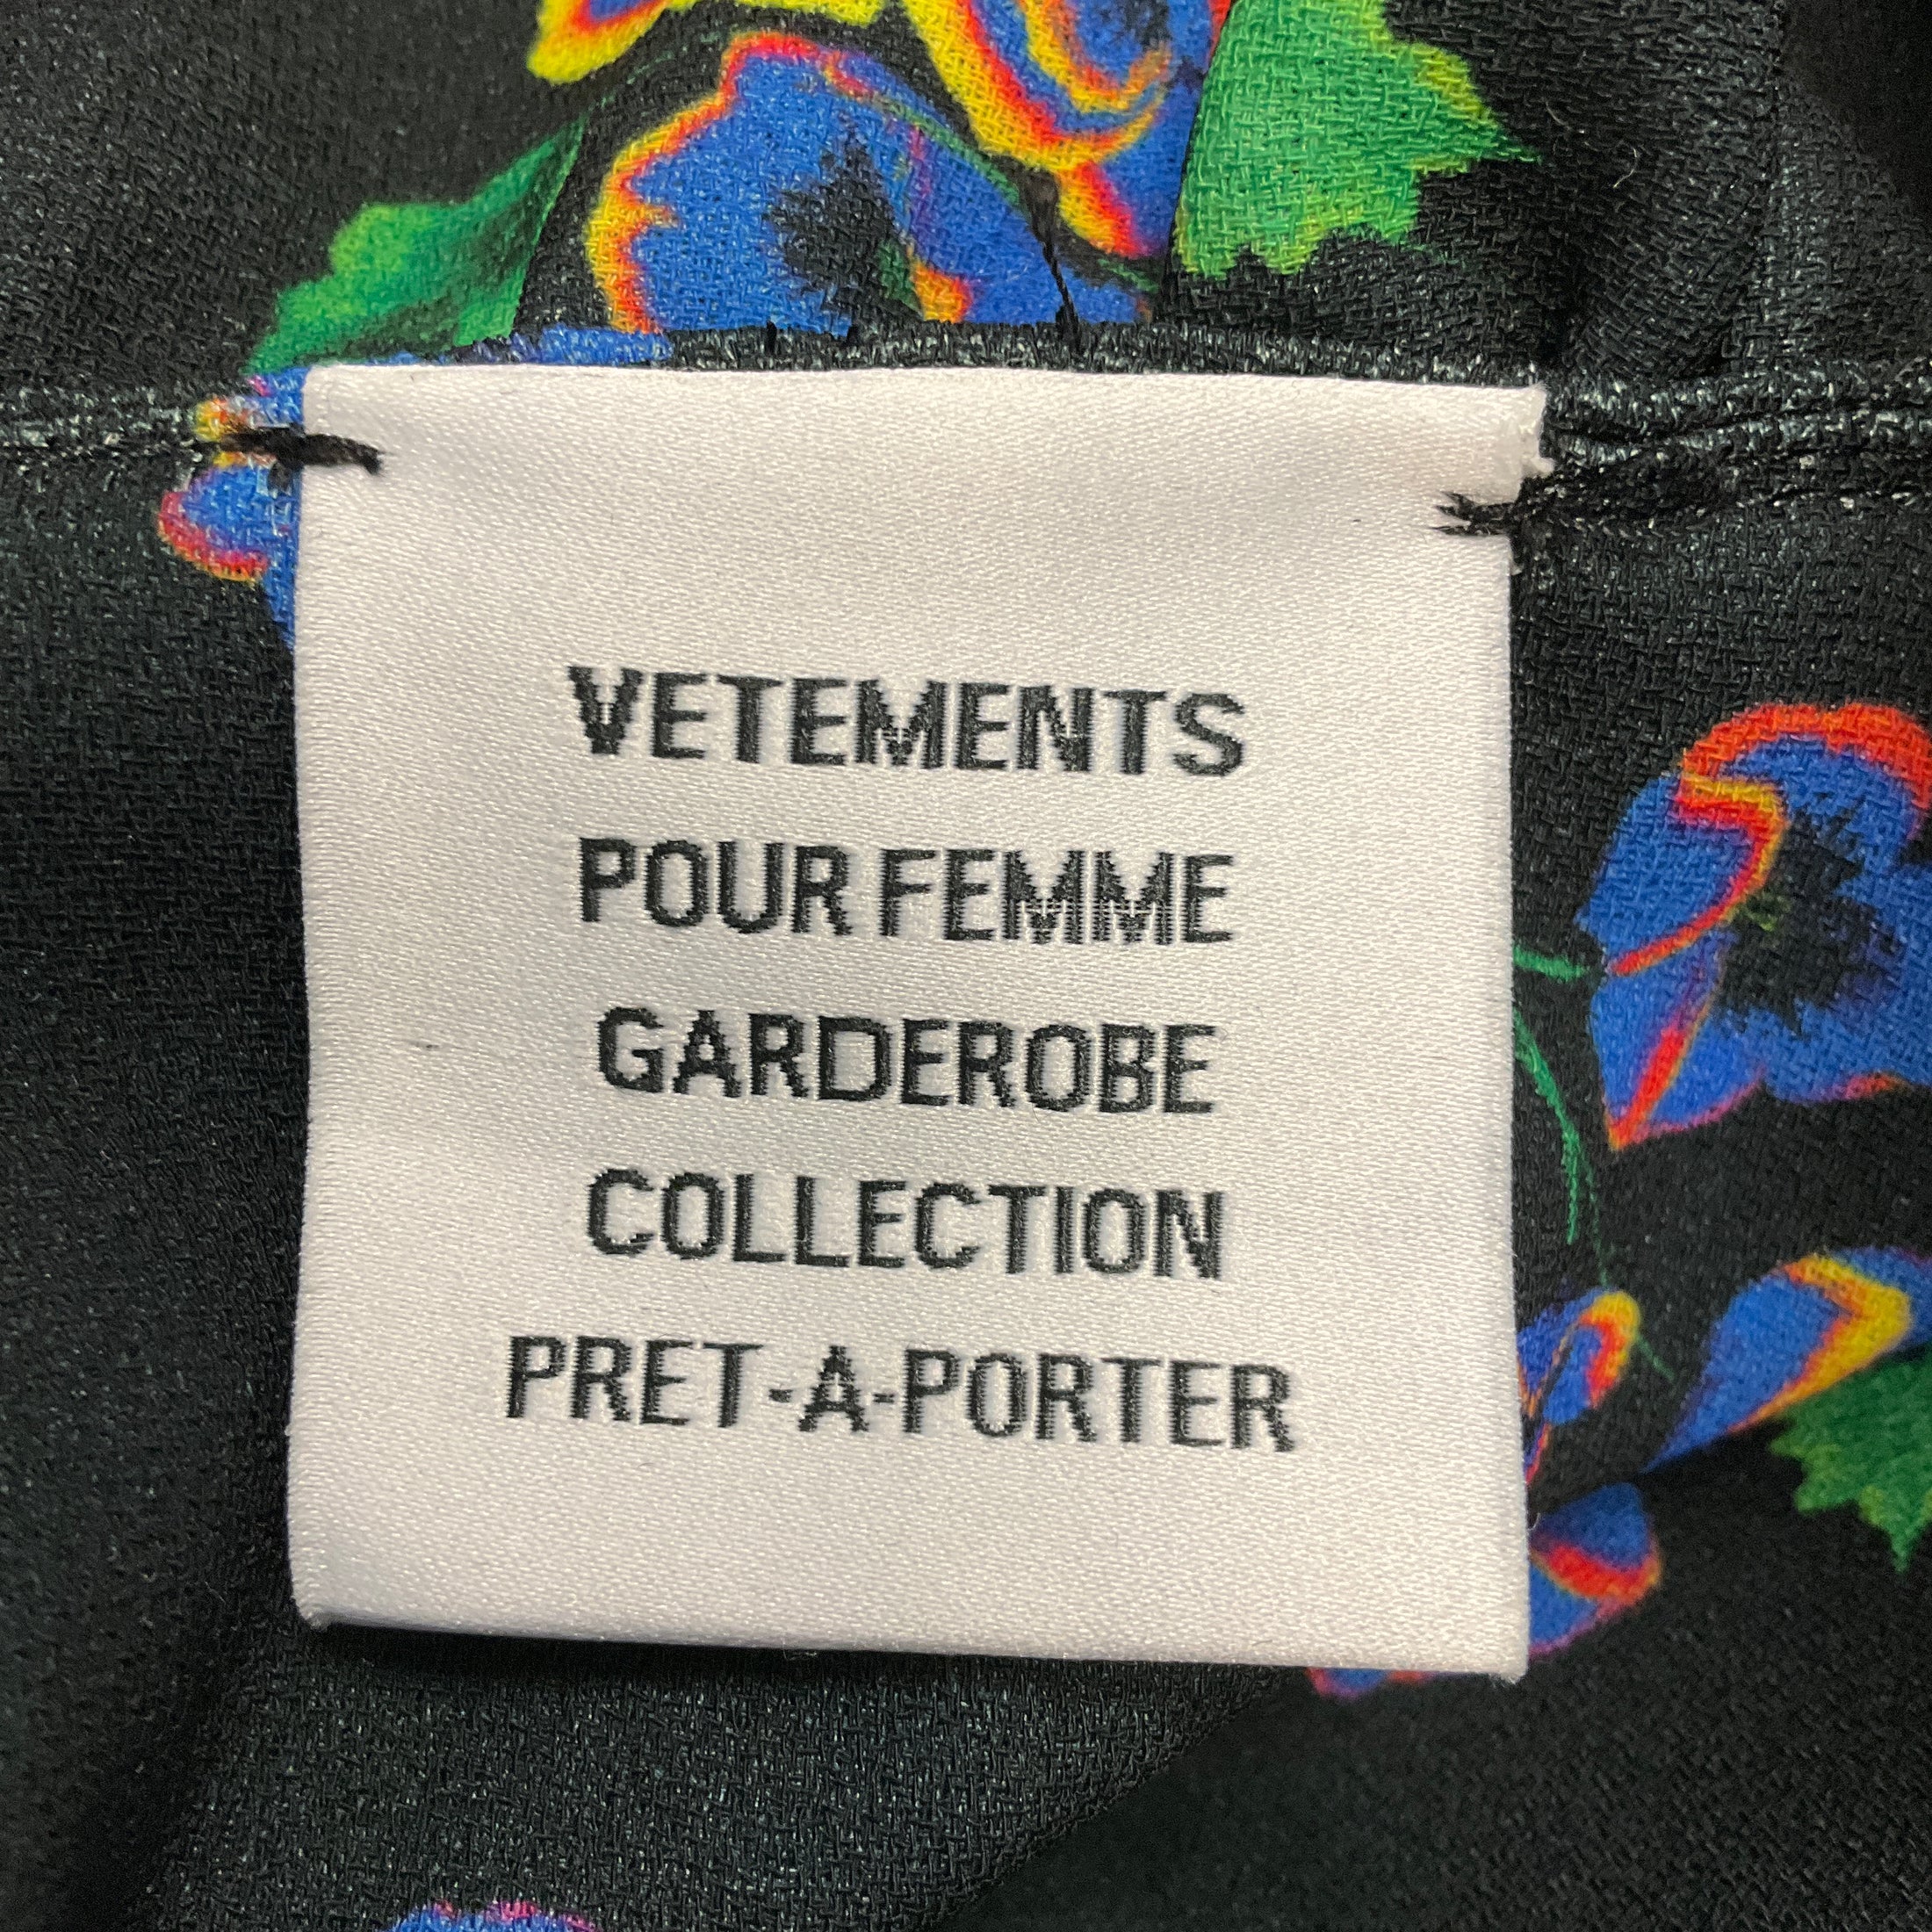 VETEMENTS
POUR FEMME
GARDEROBE
COLLECTION
PRET-A-PORTER